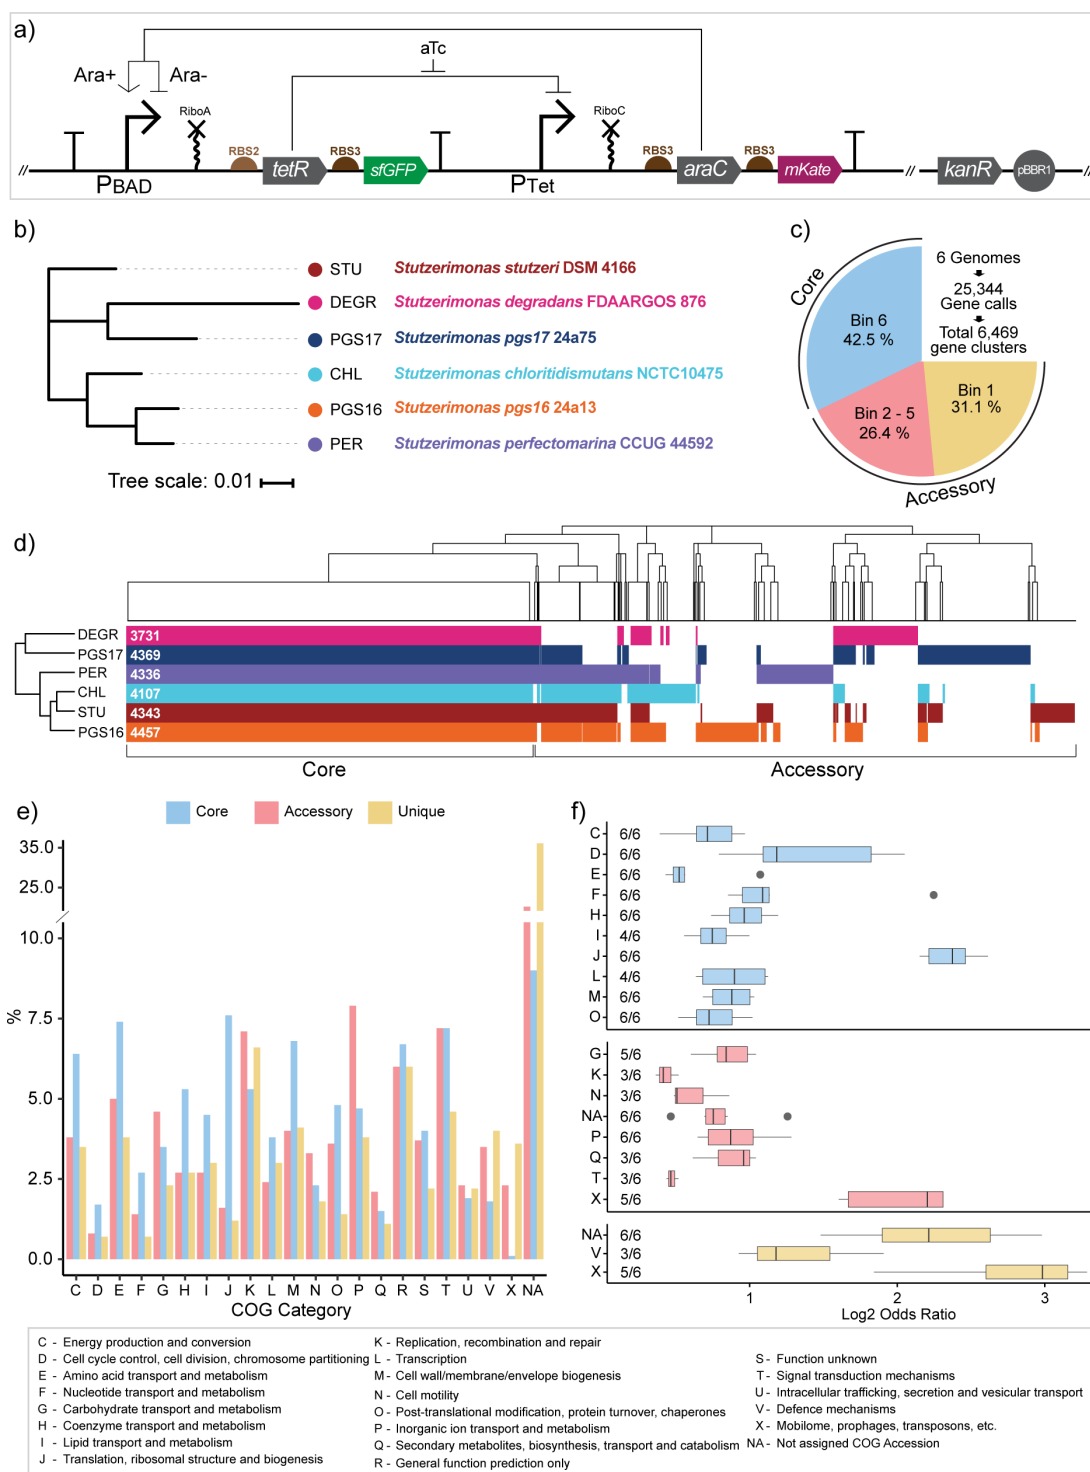 a)
aTc
Ara+
Ara-
RiboA
RiboC
RBS2
RBS3
RBS3
RBS3
tetR
sfGFP
araC
mKate
kanR
pBBR1
PBAD
PTet
b)
STU Stutzerimonas stutzeri DSM 4166
DEGR Stutzerimonas degradans FDAARGOS 876
PGS17 Stutzerimonas pgs17 24a75
CHL Stutzerimonas chloritidismutans NCTC10475
PGS16 Stutzerimonas pgs16 24a13
PER Stutzerimonas perfectomarina CCUG 44592
Tree scale: 0.01
c)
6 Genomes
25,344
Gene calls
Total 6,469
gene clusters
Core
Bin 6
42.5 %
Bin 2 - 5
26.4 %
Bin 1
31.1 %
Accessory
d)
DEGR 3731
PGS17 4369
PER 4336
CHL 4107
STU 4343
PGS16 4457
Core
Accessory
e)
Core
Accessory
Unique
35.0
25.0
10.0
7.5
5.0
2.5
0.0
%
C D E F G H I J K L M N O P Q R S T U V X NA
COG Category
f)
C 6/6
D 6/6
E 6/6
F 6/6
H 6/6
I 4/6
J 6/6
L 4/6
M 6/6
O 6/6
G 5/6
K 3/6
N 3/6
NA 6/6
P 6/6
Q 3/6
T 3/6
X 5/6
NA 6/6
V 3/6
X 5/6
1 2 3
Log2 Odds Ratio
C - Energy production and conversion
D - Cell cycle control, cell division, chromosome partitioning
E - Amino acid transport and metabolism
F - Nucleotide transport and metabolism
G - Carbohydrate transport and metabolism
H - Coenzyme transport and metabolism
I - Lipid transport and metabolism
J - Translation, ribosomal structure and biogenesis
K - Replication, recombination and repair
L - Transcription
M - Cell wall/membrane/envelope biogenesis
N - Cell motility
O - Post-translational modification, protein turnover, chaperones
P - Inorganic ion transport and metabolism
Q - Secondary metabolites, biosynthesis, transport and catabolism
R - General function prediction only
S - Function unknown
T - Signal transduction mechanisms
U - Intracellular trafficking, secretion and vesicular transport
V - Defence mechanisms
X - Mobilome, prophages, transposons, etc.
NA - Not assigned COG Accession